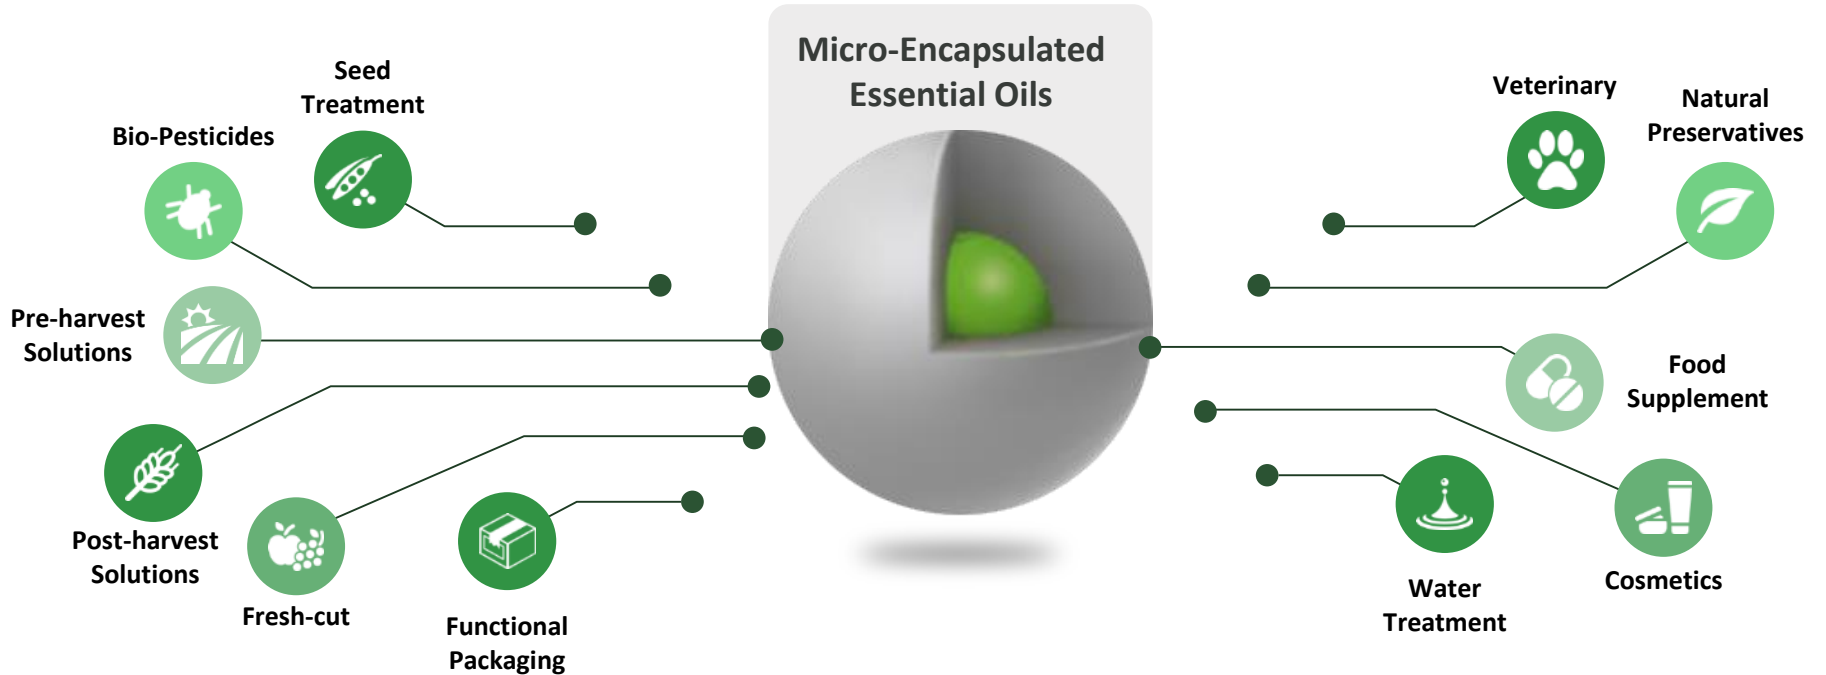 Micro-Encapsulated
Essential Oils
Seed
Treatment
Bio-Pesticides
Pre-harvest
Solutions
Post-harvest
Solutions
Fresh-cut
Functional
Packaging
Veterinary
Natural
Preservatives
Food
Supplement
Cosmetics
Water
Treatment